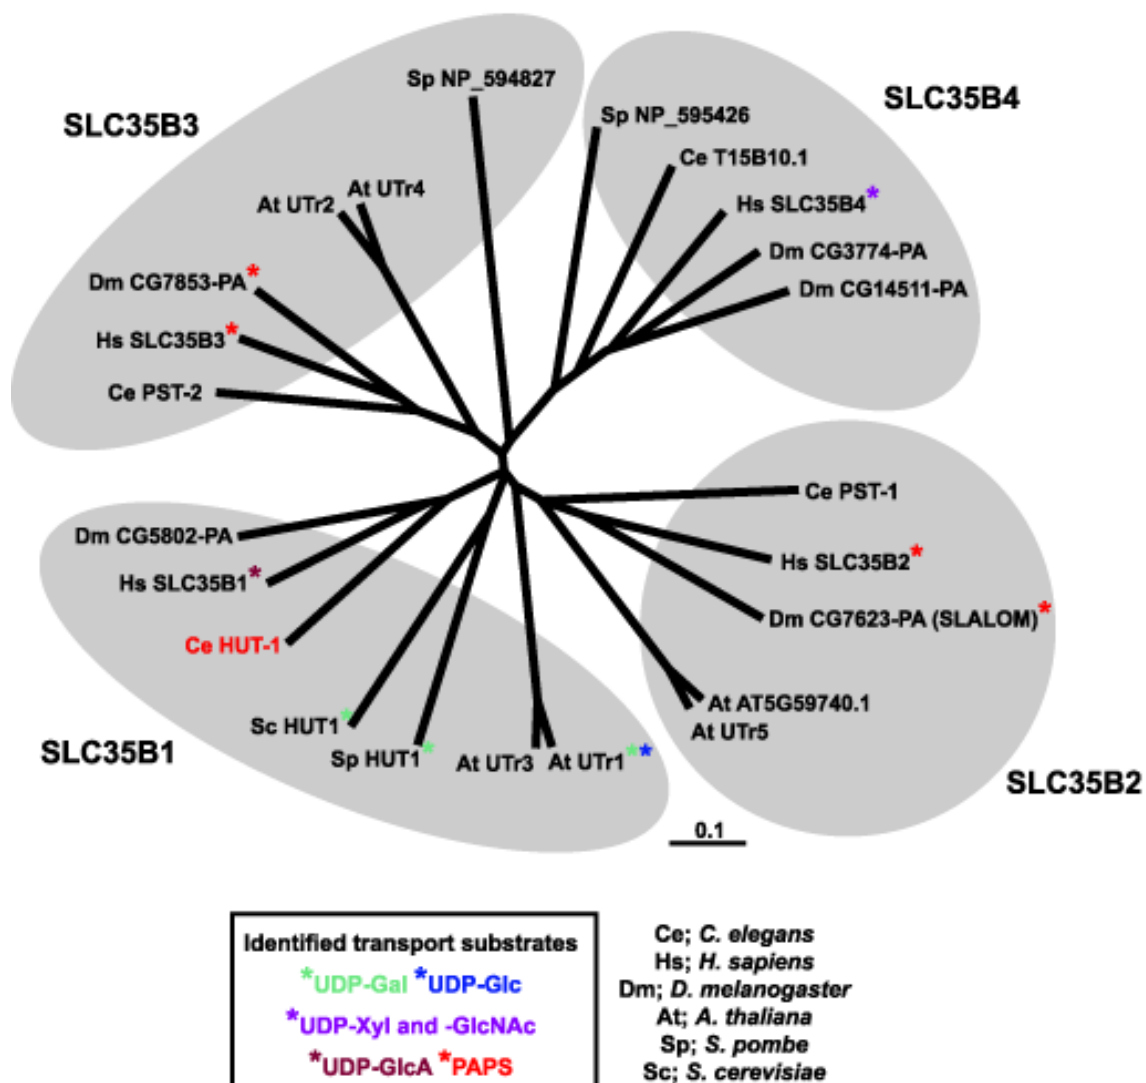 SLC35B3
Sp NP_594827
SLC35B4
Sp NP_595426
Ce T15B10.1
At UTr4
At UTr2
Hs SLC35B4*
Dm CG3774-PA
Dm CG7853-PA*
Dm CG14511-PA
Hs SLC35B3*
Ce PST-2
Ce PST-1
Dm CG5802-PA
Hs SLC35B2*
Hs SLC35B1*
Dm CG7623-PA (SLALOM)*
Ce HUT-1
At AT5G59740.1
Sc HUT1*
At UTr5
SLC35B1
Sp HUT1*
At UTr3
At UTr1**
SLC35B2
0.1
Identified transport substrates
*UDP-Gal *UDP-Glc
*UDP-Xyl and -GlcNAc
*UDP-GlcA *PAPS
Ce; C. elegans
Hs; H. sapiens
Dm; D. melanogaster
At; A. thaliana
Sp; S. pombe
Sc; S. cerevisiae